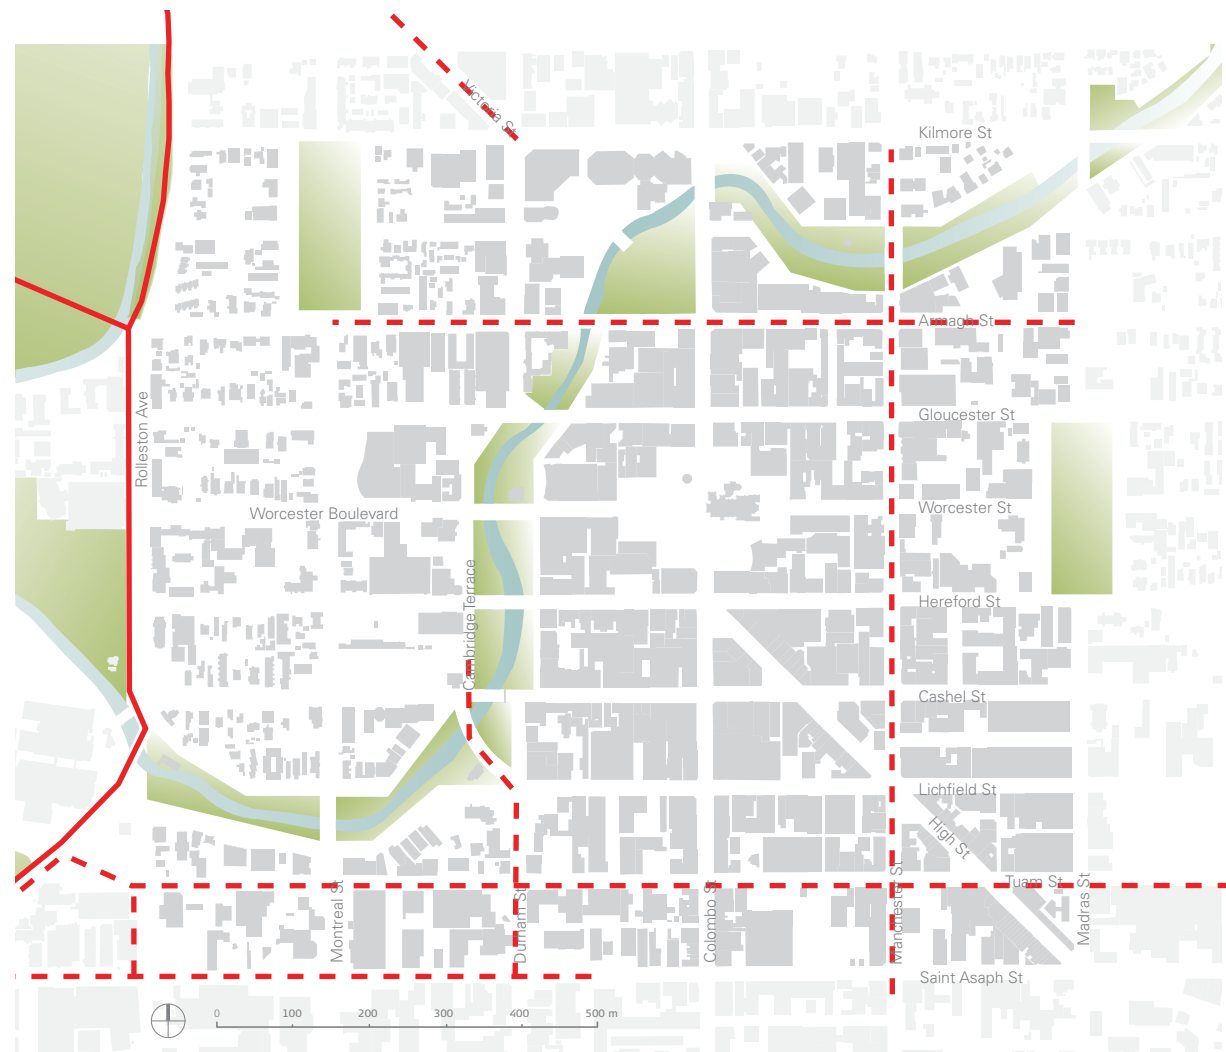 Victoria St
Kilmore St
Armagh St
Rolleston Ave
Gloucester St
Worcester Boulevard
Worcester St
Cambridge Terrace
Hereford St
Cashel St
Lichfield St
High St
Tuam St
Montreal St
Durham St
Colombo St
Manchester St
Madras St
Saint Asaph St
0 100 200 300 400 500 m